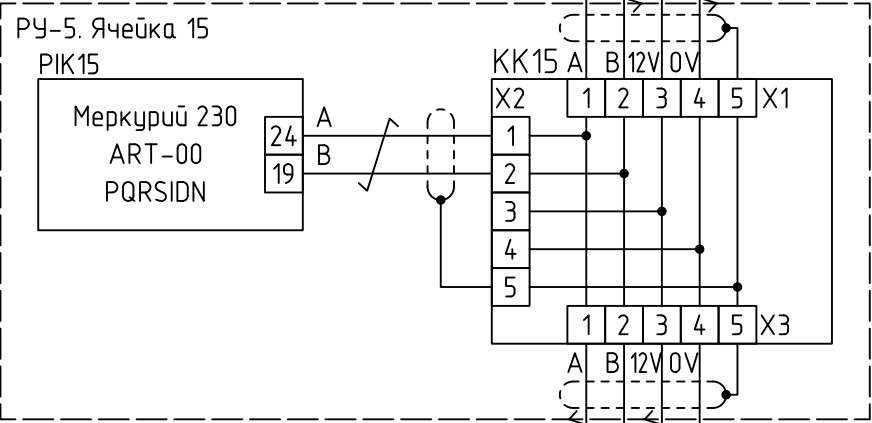 РУ-5. Ячейка 15
PIK15
Меркурий 230
ART-00
PQRSIDN
24
19
A
B
KK15
A B 12V 0V
X2
1 2 3 4 5
X1
1
2
3
4
5
1 2 3 4 5
X3
A B 12V 0V